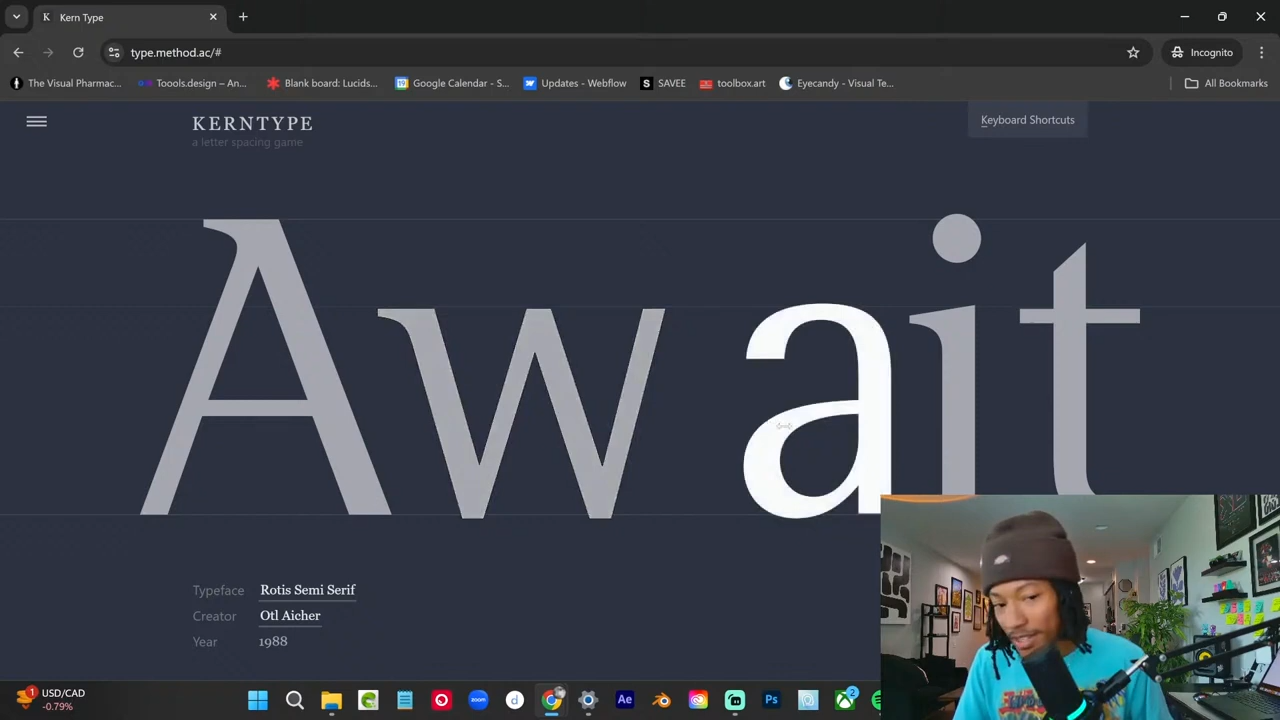 Kern Type
type.method.ac/#
Incognito
The Visual Pharmac...
Toools.design – An...
Blank board: Lucids...
Google Calendar - S...
Updates - Webflow
SAVEE
toolbox.art
Eyecandy - Visual Te...
All Bookmarks
KERNTYPE
a letter spacing game
Keyboard Shortcuts
Await
Typeface Rotis Semi Serif
Creator Otl Aicher
Year 1988
USD/CAD
-0.79%